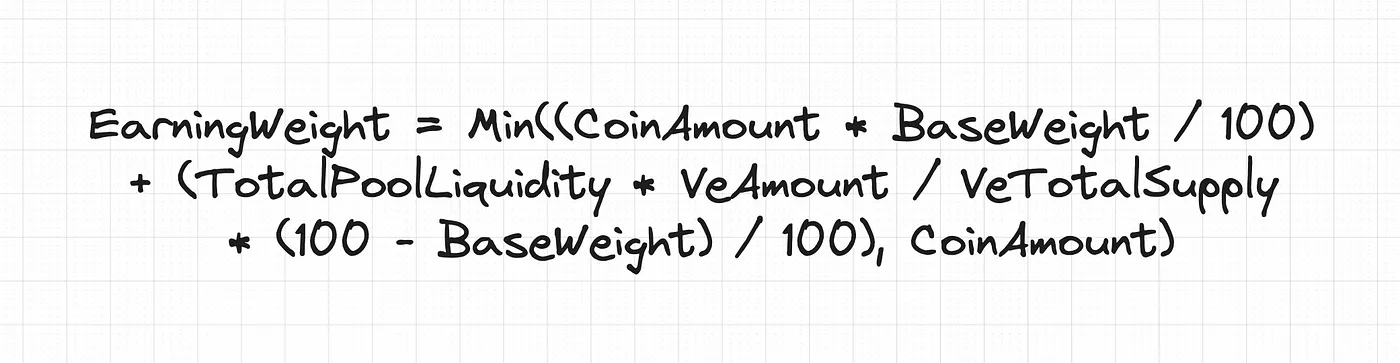 EarningWeight = Min((CoinAmount * BaseWeight / 100)
+ (TotalPoolLiquidity * VeAmount / VeTotalSupply
* (100 - BaseWeight) / 100), CoinAmount)